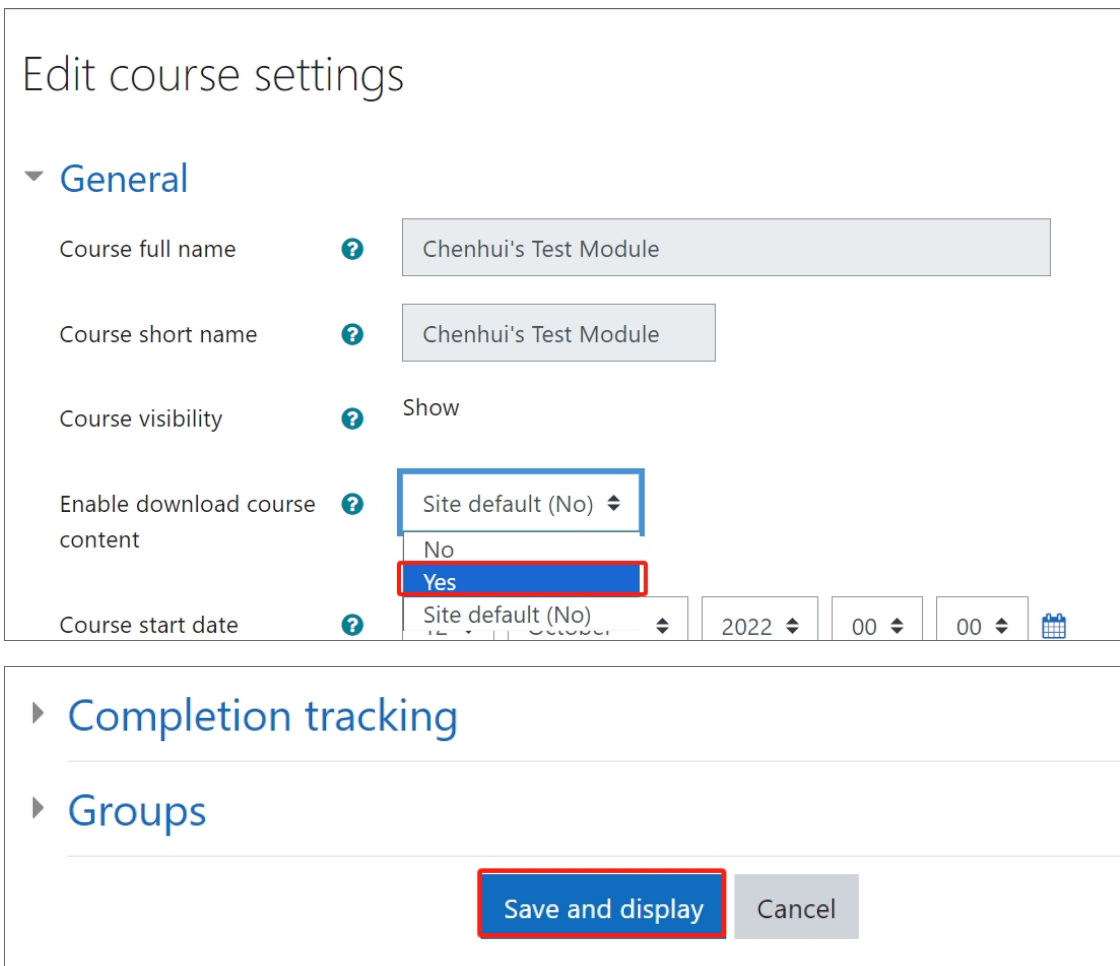 Edit course settings
General
Course full name ? Chenhui's Test Module
Course short name ? Chenhui's Test Module
Course visibility ? Show
Enable download course content ? Site default (No)
No
Yes
Site default (No)
Course start date ? 12 October 2022 00 00
Completion tracking
Groups
Save and display Cancel